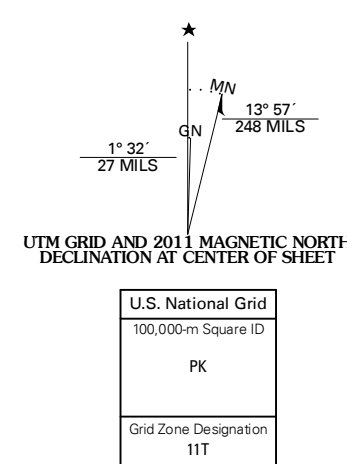 ★
MN
GN
13° 57´
248 MILS
1° 32´
27 MILS
UTM GRID AND 2011 MAGNETIC NORTH
DECLINATION AT CENTER OF SHEET
U.S. National Grid
100,000-m Square ID
PK
Grid Zone Designation
11T